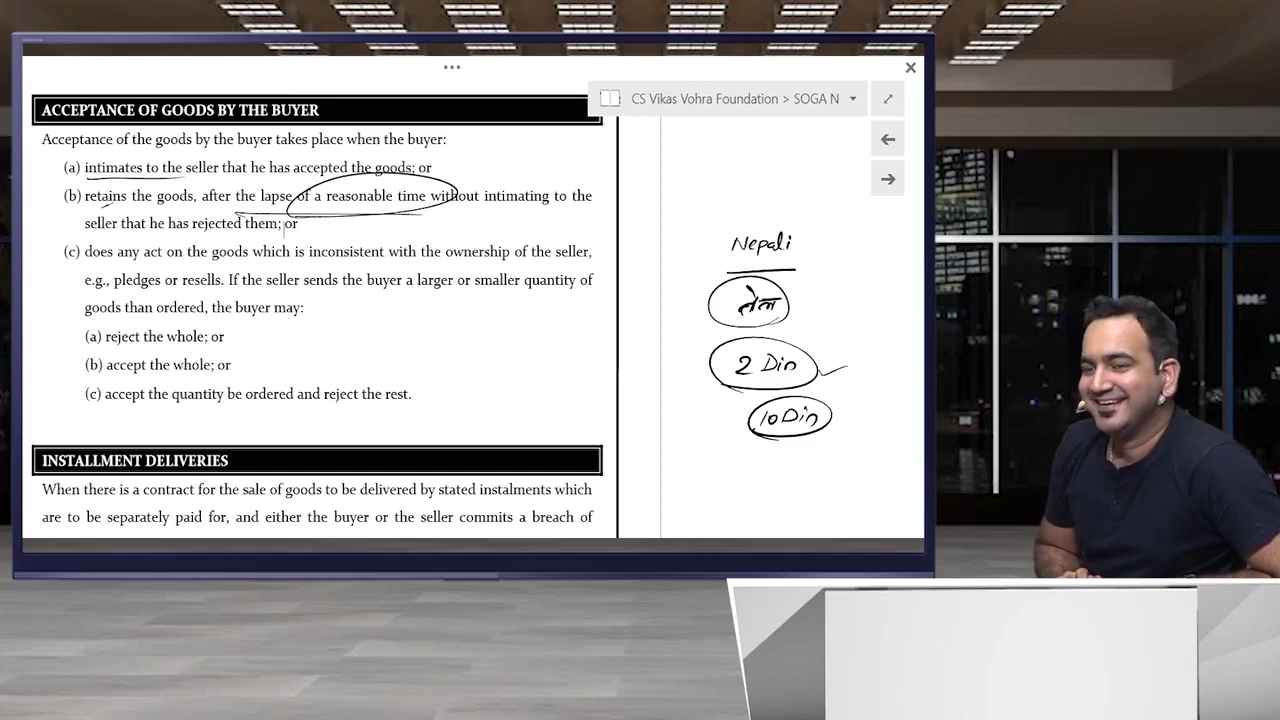 CS Vikas Vohra Foundation > SOGA N
ACCEPTANCE OF GOODS BY THE BUYER
Acceptance of the goods by the buyer takes place when the buyer:
(a) intimates to the seller that he has accepted the goods; or
(b) retains the goods, after the lapse of a reasonable time without intimating to the
seller that he has rejected them; or
(c) does any act on the good which is inconsistent with the ownership of the seller,
e.g., pledges or resells. If the seller sends the buyer a larger or smaller quantity of
goods than ordered, the buyer may:
(a) reject the whole; or
(b) accept the whole; or
(c) accept the quantity be ordered and reject the rest.
INSTALLMENT DELIVERIES
When there is a contract for the sale of goods to be delivered by stated instalments which
are to be separately paid for, and either the buyer or the seller commits a breach of
Nepali
तेल
2 Din
10 Din